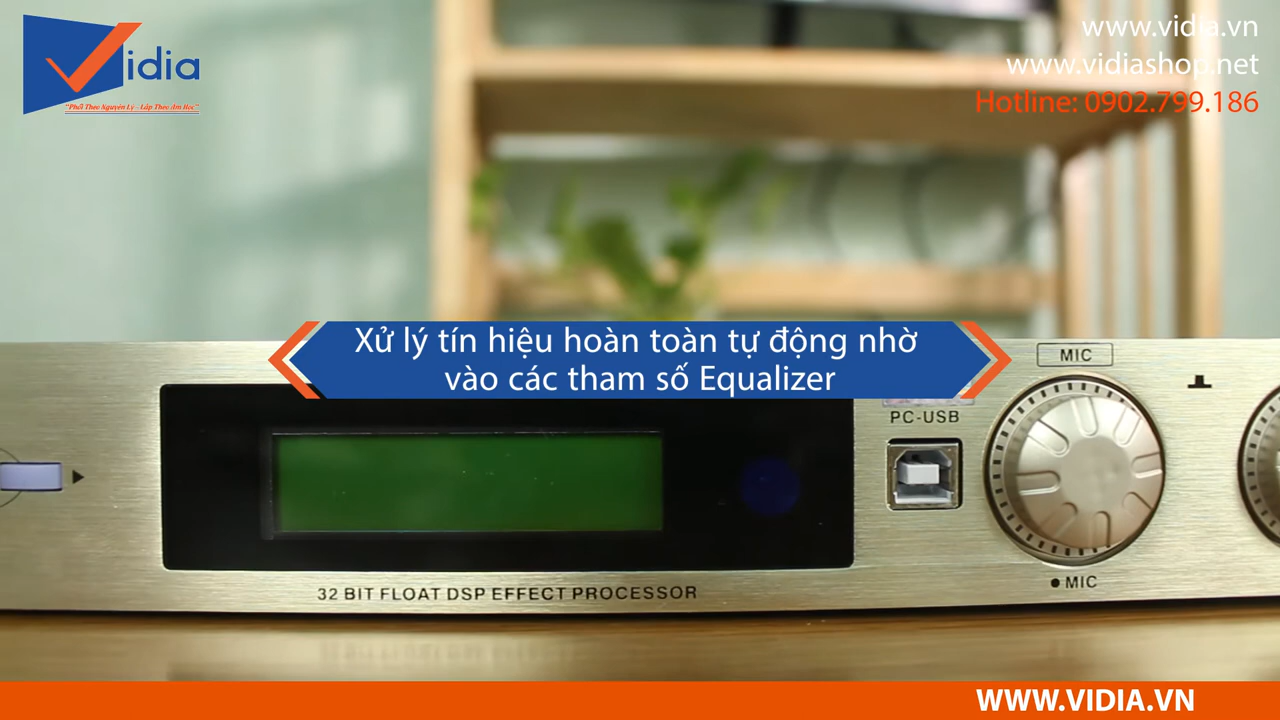 Vidia
"Phối Theo Nguyên Lý - Lắp Theo Âm Học"
www.vidia.vn
www.vidiashop.net
Hotline: 0902.799.186
Xử lý tín hiệu hoàn toàn tự động nhờ
vào các tham số Equalizer
MIC
PC-USB
MIC
32 BIT FLOAT DSP EFFECT PROCESSOR
WWW.VIDIA.VN